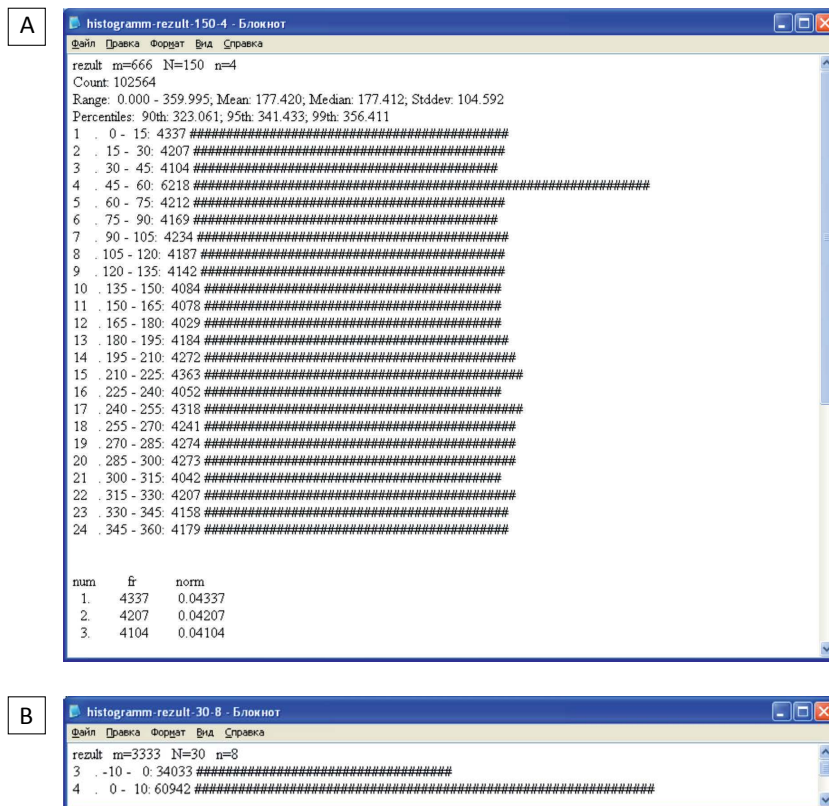 A
histogramm-rezult-150-4 - Блокнот
Файл Правка Формат Вид Справка
rezult m=666 N=150 n=4
Count: 102564
Range: 0.000 - 359.995; Mean: 177.420; Median: 177.412; Stddev: 104.592
Percentiles: 90th: 323.061; 95th: 341.433; 99th: 356.411
1 . 0 - 15: 4337 ##########################################
2 . 15 - 30: 4207 #########################################
3 . 30 - 45: 4104 ########################################
4 . 45 - 60: 6218 #############################################################
5 . 60 - 75: 4212 #########################################
6 . 75 - 90: 4169 ########################################
7 . 90 - 105: 4234 #########################################
8 . 105 - 120: 4187 ########################################
9 . 120 - 135: 4142 ########################################
10 . 135 - 150: 4084 #######################################
11 . 150 - 165: 4078 #######################################
12 . 165 - 180: 4029 #######################################
13 . 180 - 195: 4184 ########################################
14 . 195 - 210: 4272 #########################################
15 . 210 - 225: 4363 ##########################################
16 . 225 - 240: 4052 #######################################
17 . 240 - 255: 4318 ##########################################
18 . 255 - 270: 4241 #########################################
19 . 270 - 285: 4274 #########################################
20 . 285 - 300: 4273 #########################################
21 . 300 - 315: 4042 #######################################
22 . 315 - 330: 4207 #########################################
23 . 330 - 345: 4158 ########################################
24 . 345 - 360: 4179 ########################################
num fr norm
1. 4337 0.04337
2. 4207 0.04207
3. 4104 0.04104
B
histogramm-rezult-30-8 - Блокнот
Файл Правка Формат Вид Справка
rezult m=3333 N=30 n=8
3 . -10 - 0: 34033 ##################################
4 . 0 - 10: 60942 #############################################################